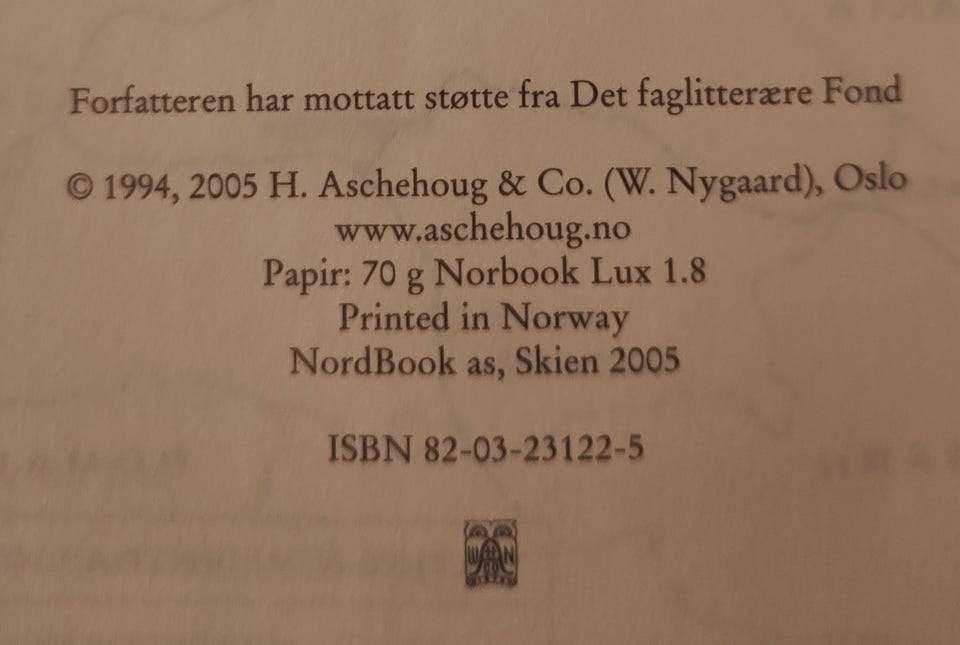 Forfatteren har mottatt støtte fra Det faglitterære Fond
© 1994, 2005 H. Aschehoug & Co. (W. Nygaard), Oslo
www.aschehoug.no
Papir: 70 g Norbook Lux 1.8
Printed in Norway
NordBook as, Skien 2005
ISBN 82-03-23122-5